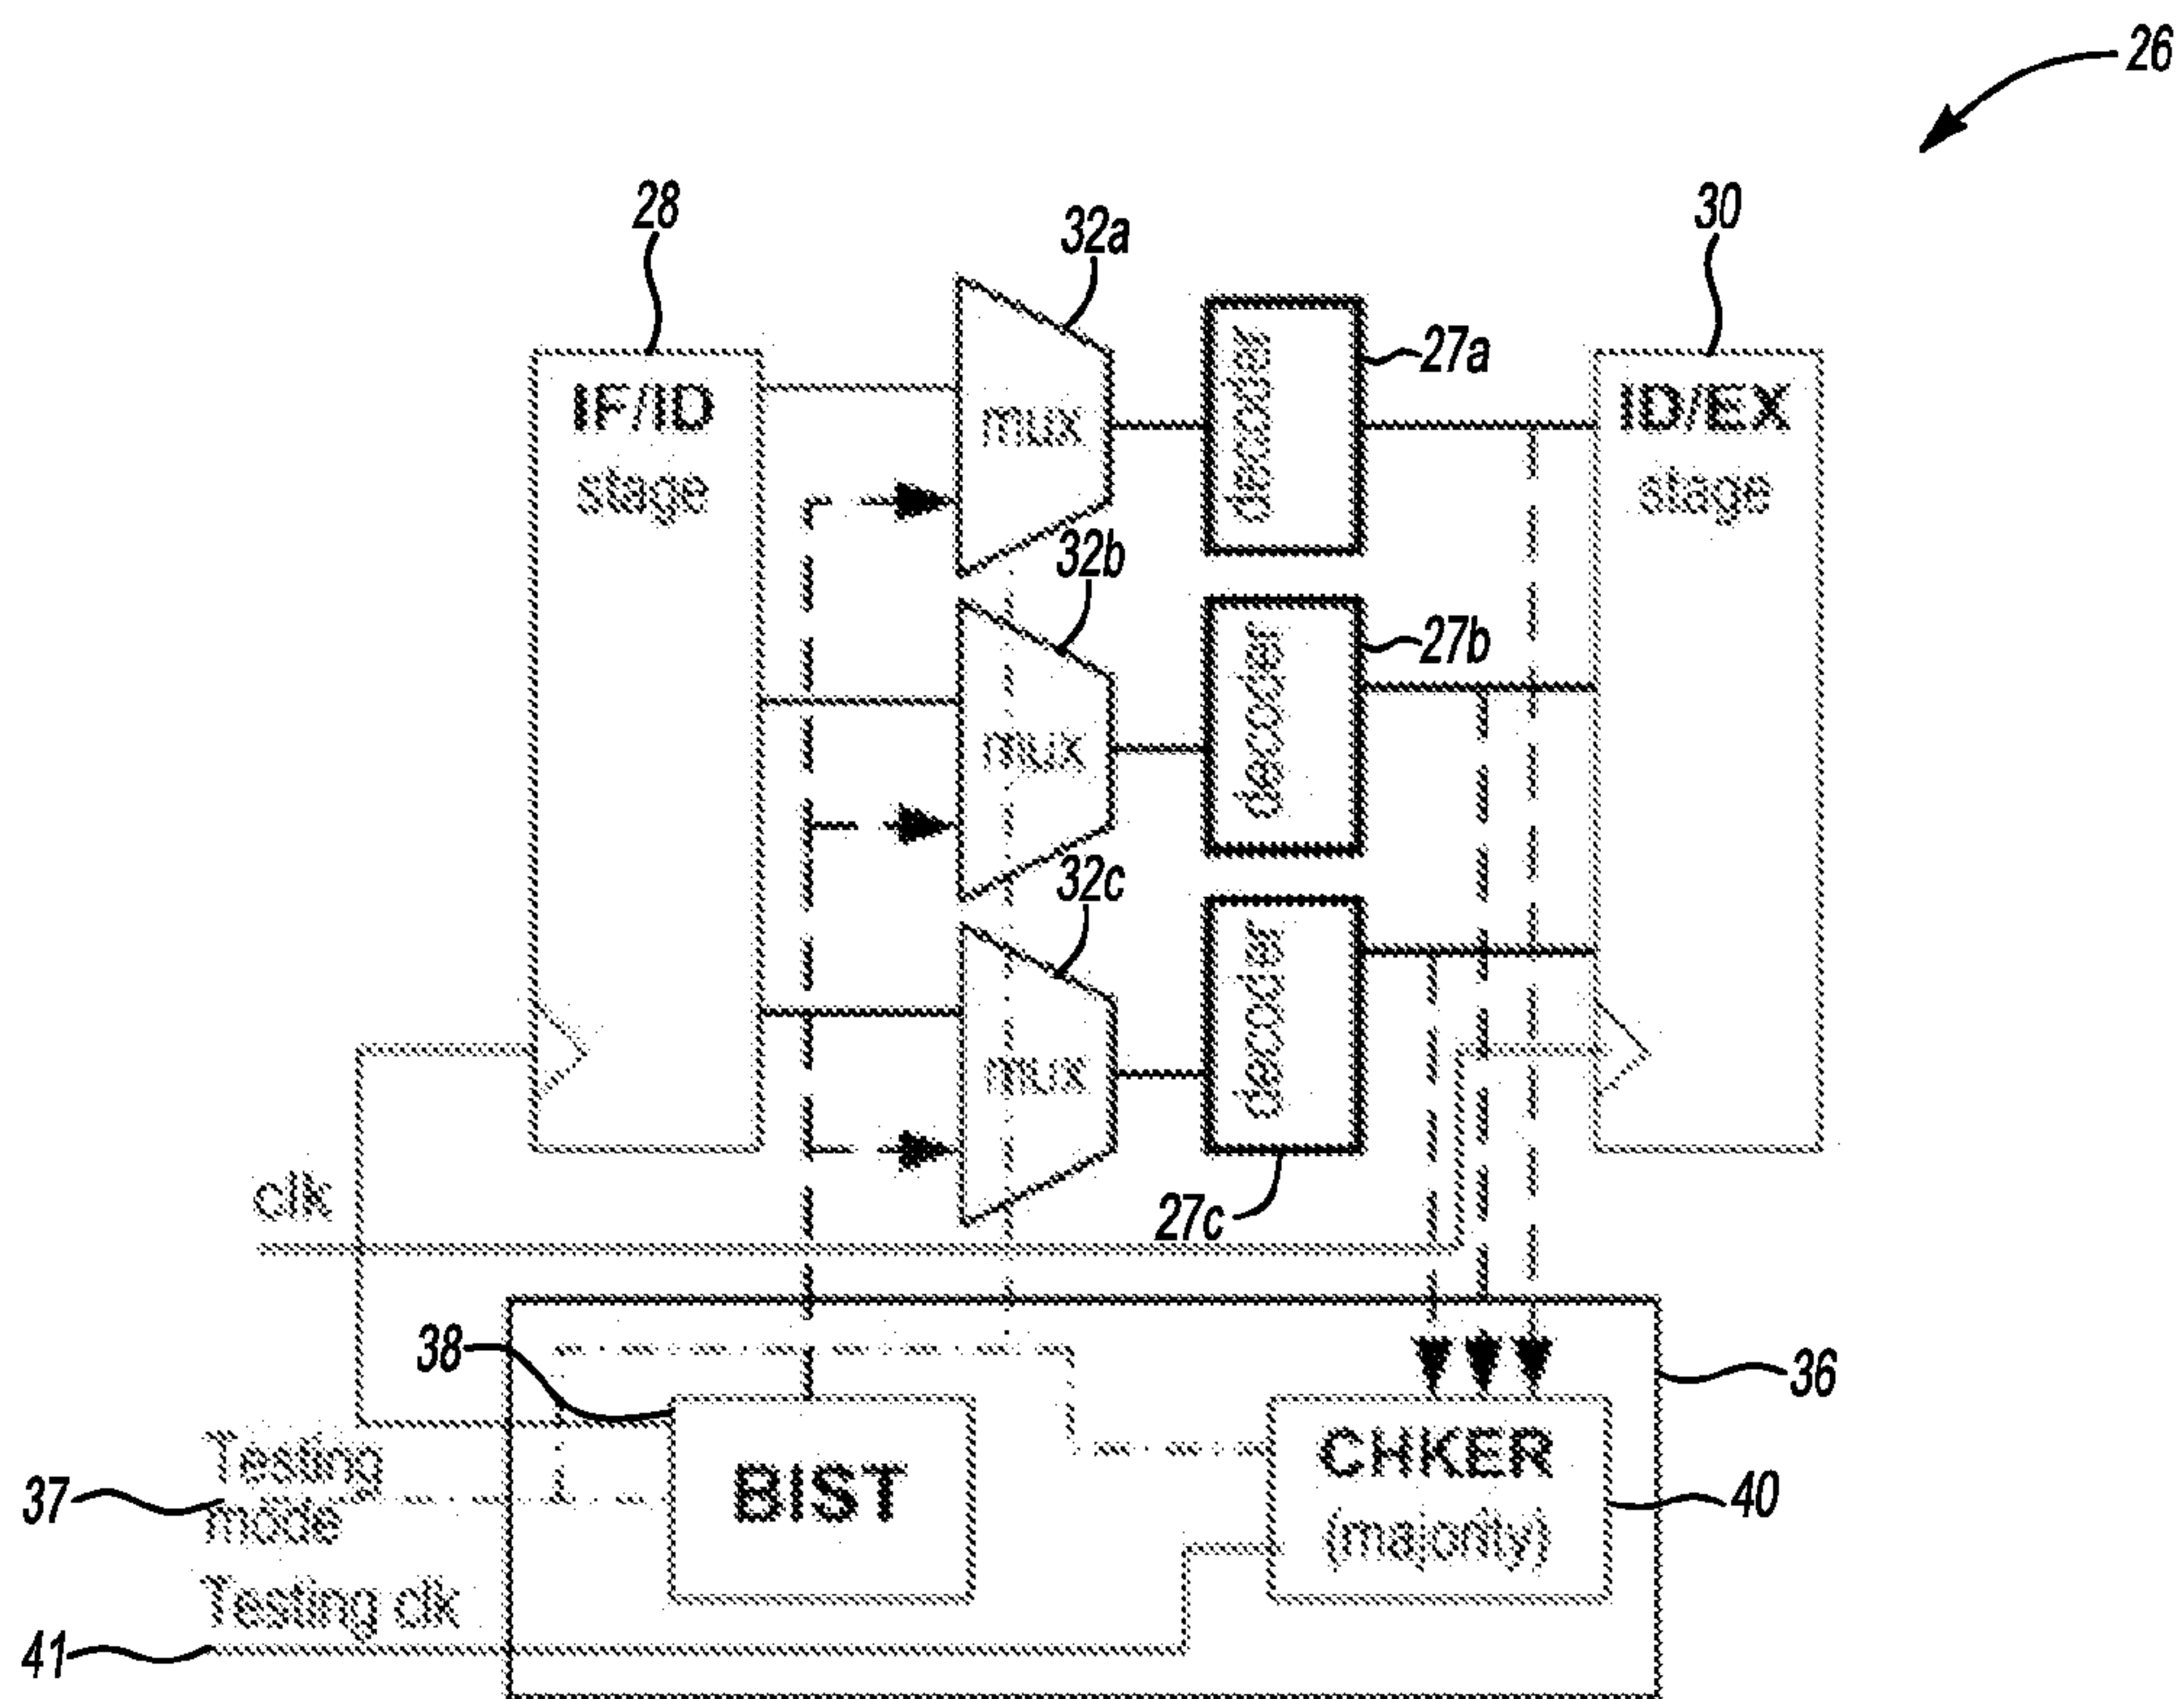 26
28
30
32a
27a
IF/ID
stage
mux
decoder
ID/EX
stage
32b
27b
mux
decoder
32c
mux
decoder
27c
clk
38
36
Testing
mode
37
BIST
CHKER
(majority)
40
Testing clk
41